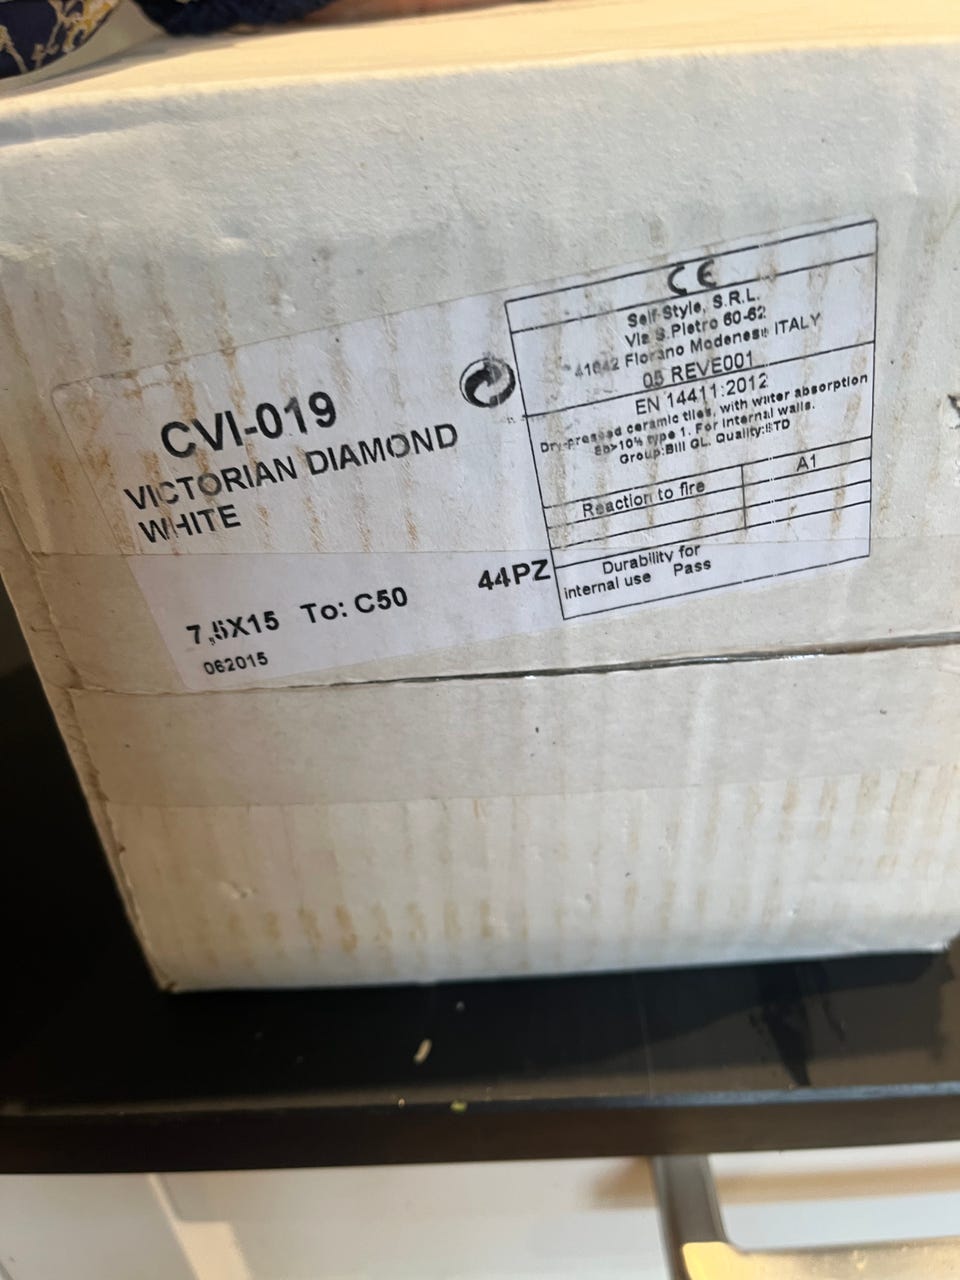 CVI-019
VICTORIAN DIAMOND
WHITE
7,5X15 To: C50 44PZ
062015
CE
Self Style, S.R.L.
Via S.Pietro 60-62
41042 Fiorano Modenese ITALY
05 REVE001
EN 14411:2012
Dry-pressed ceramic tiles, with water absorption
Eb>10% type 1. For internal walls.
Group:BIII GL. Quality:STD
Reaction to fire A1
Durability for
internal use Pass